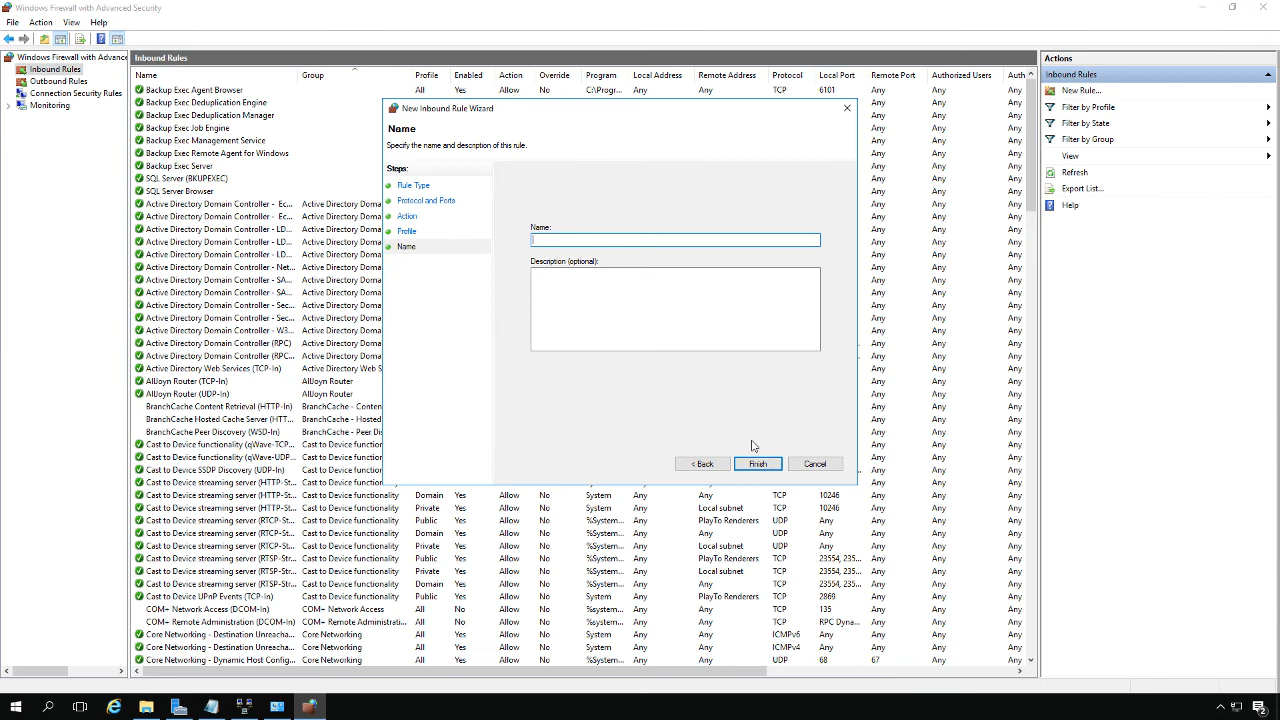 Windows Firewall with Advanced Security
File Action View Help
Windows Firewall with Advance
Inbound Rules
Outbound Rules
Connection Security Rules
Monitoring
Inbound Rules
Name Group Profile Enabled Action Override Program Local Address Remote Address Protocol Local Port Remote Port Authorized Users Auth
Backup Exec Agent Browser All Yes Allow No C:\Progr... Any Any TCP 6101 Any Any Any
Backup Exec Deduplication Engine Any Any
Backup Exec Deduplication Manager Any Any
Backup Exec Job Engine Any Any
Backup Exec Management Service Any Any
Backup Exec Remote Agent for Windows Any Any
Backup Exec Server Any Any
SQL Server (BKUPEXEC) Any Any
SQL Server Browser Any Any
Active Directory Domain Controller - Ec... Active Directory Doma Any Any
Active Directory Domain Controller - Ec... Active Directory Doma Any Any
Active Directory Domain Controller - LD... Active Directory Doma Any Any
Active Directory Domain Controller - LD... Active Directory Doma Any Any
Active Directory Domain Controller - LD... Active Directory Doma Any Any
Active Directory Domain Controller - Net... Active Directory Doma Any Any
Active Directory Domain Controller - SA... Active Directory Doma Any Any
Active Directory Domain Controller - SA... Active Directory Doma Any Any
Active Directory Domain Controller - Sec... Active Directory Doma Any Any
Active Directory Domain Controller - Sec... Active Directory Doma Any Any
Active Directory Domain Controller - W3... Active Directory Doma Any Any
Active Directory Domain Controller (RPC) Active Directory Doma Any Any
Active Directory Domain Controller (RPC... Active Directory Doma Any Any
Active Directory Web Services (TCP-In) Active Directory Web S Any Any
AllJoyn Router (TCP-In) AllJoyn Router Any Any
AllJoyn Router (UDP-In) AllJoyn Router Any Any
BranchCache Content Retrieval (HTTP-In) BranchCache - Conten Any Any
BranchCache Hosted Cache Server (HTT... BranchCache - Hosted Any Any
BranchCache Peer Discovery (WSD-In) BranchCache - Peer Dis Any Any
Cast to Device functionality (qWave-TCP... Cast to Device function Any Any
Cast to Device functionality (qWave-UDP... Cast to Device function Any Any
Cast to Device SSDP Discovery (UDP-In) Cast to Device function Any Any
Cast to Device streaming server (HTTP-St... Cast to Device function Any Any
Cast to Device streaming server (HTTP-St... Cast to Device functionality Domain Yes Allow No System Any Any TCP 10246 Any Any Any
Cast to Device streaming server (HTTP-St... Cast to Device functionality Private Yes Allow No System Any Local subnet TCP 10246 Any Any Any
Cast to Device streaming server (RTCP-St... Cast to Device functionality Public Yes Allow No %System... Any PlayTo Renderers UDP Any Any Any Any
Cast to Device streaming server (RTCP-St... Cast to Device functionality Domain Yes Allow No %System... Any Any UDP Any Any Any Any
Cast to Device streaming server (RTCP-St... Cast to Device functionality Private Yes Allow No %System... Any Local subnet UDP Any Any Any Any
Cast to Device streaming server (RTSP-St... Cast to Device functionality Public Yes Allow No %System... Any PlayTo Renderers TCP 23554, 235... Any Any Any
Cast to Device streaming server (RTSP-St... Cast to Device functionality Private Yes Allow No %System... Any Local subnet TCP 23554, 235... Any Any Any
Cast to Device streaming server (RTSP-St... Cast to Device functionality Domain Yes Allow No %System... Any Any TCP 23554, 235... Any Any Any
Cast to Device UPnP Events (TCP-In) Cast to Device functionality Public Yes Allow No System Any PlayTo Renderers TCP 2869 Any Any Any
COM+ Network Access (DCOM-In) COM+ Network Access All No Allow No %system... Any Any TCP 135 Any Any Any
COM+ Remote Administration (DCOM-In) COM+ Remote Administrati... All No Allow No %system... Any Any TCP RPC Dyna... Any Any Any
Core Networking - Destination Unreacha... Core Networking All Yes Allow No System Any Any ICMPv6 Any Any Any Any
Core Networking - Destination Unreacha... Core Networking All Yes Allow No System Any Any ICMPv4 Any Any Any Any
Core Networking - Dynamic Host Config... Core Networking All Yes Allow No %System... Any Any UDP 68 67 Any Any
New Inbound Rule Wizard
Name
Specify the name and description of this rule.
Steps:
Rule Type
Protocol and Ports
Action
Profile
Name
Name:
Description (optional):
< Back Finish Cancel
Actions
Inbound Rules
New Rule...
Filter by Profile
Filter by State
Filter by Group
View
Refresh
Export List...
Help